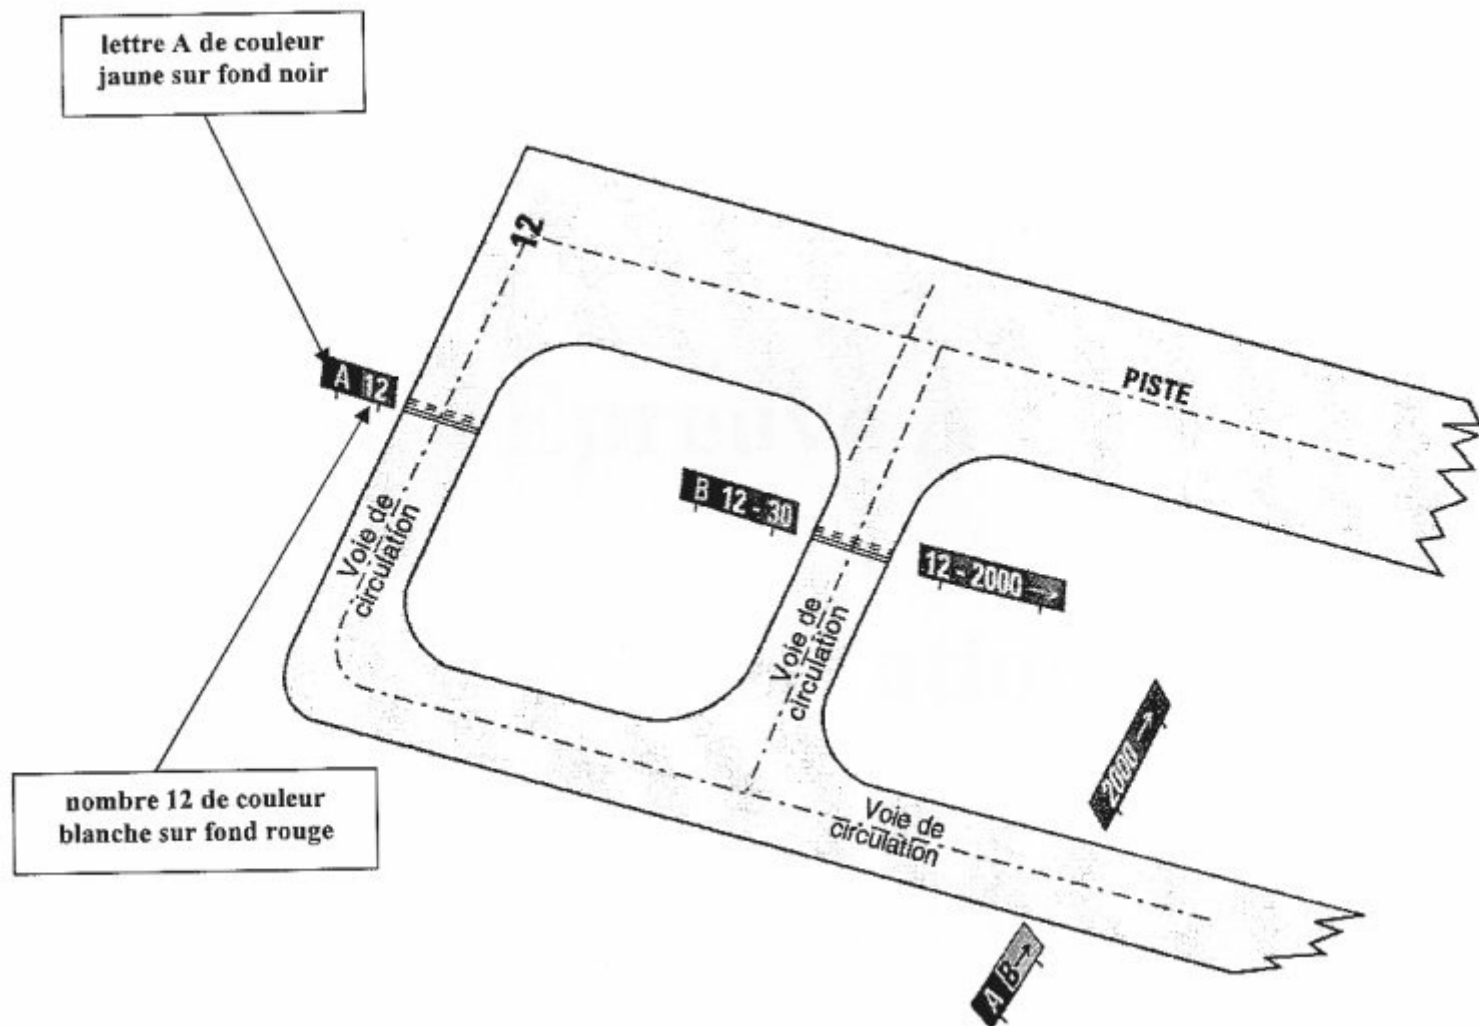 lettre A de couleur
jaune sur fond noir
12
PISTE
A 12
B 12 - 30
12 - 2000 →
Voie de
circulation
Voie de
circulation
2000 →
nombre 12 de couleur
blanche sur fond rouge
Voie de
circulation
A B →